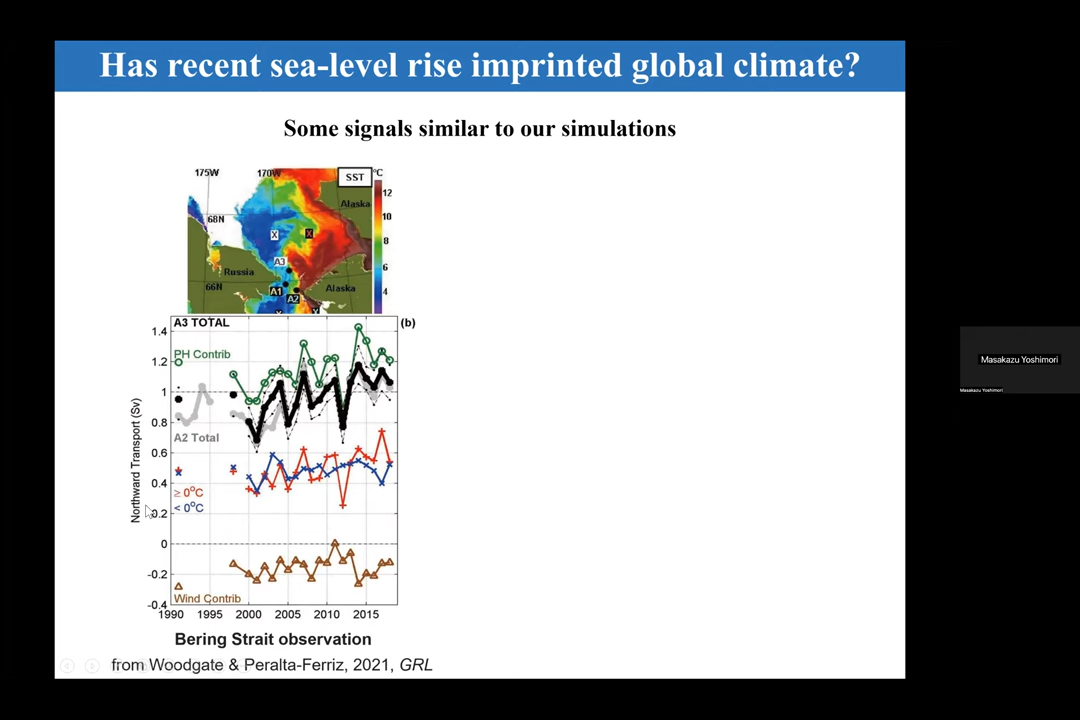 Has recent sea-level rise imprinted global climate?
Some signals similar to our simulations
175W 170W SST °C
Alaska
12
68N
10
X X
8
A3
Russia
6
66N A1 A2 Alaska
4
X X
A3 TOTAL (b)
1.4
PH Contrib
1.2
1
0.8
A2 Total
0.6
0.4
≥ 0°C
< 0°C
0.2
0
-0.2
Wind Contrib
-0.4
Northward Transport (Sv)
1990 1995 2000 2005 2010 2015
Bering Strait observation
from Woodgate & Peralta-Ferriz, 2021, GRL
Masakazu Yoshimori
Masakazu Yoshimori